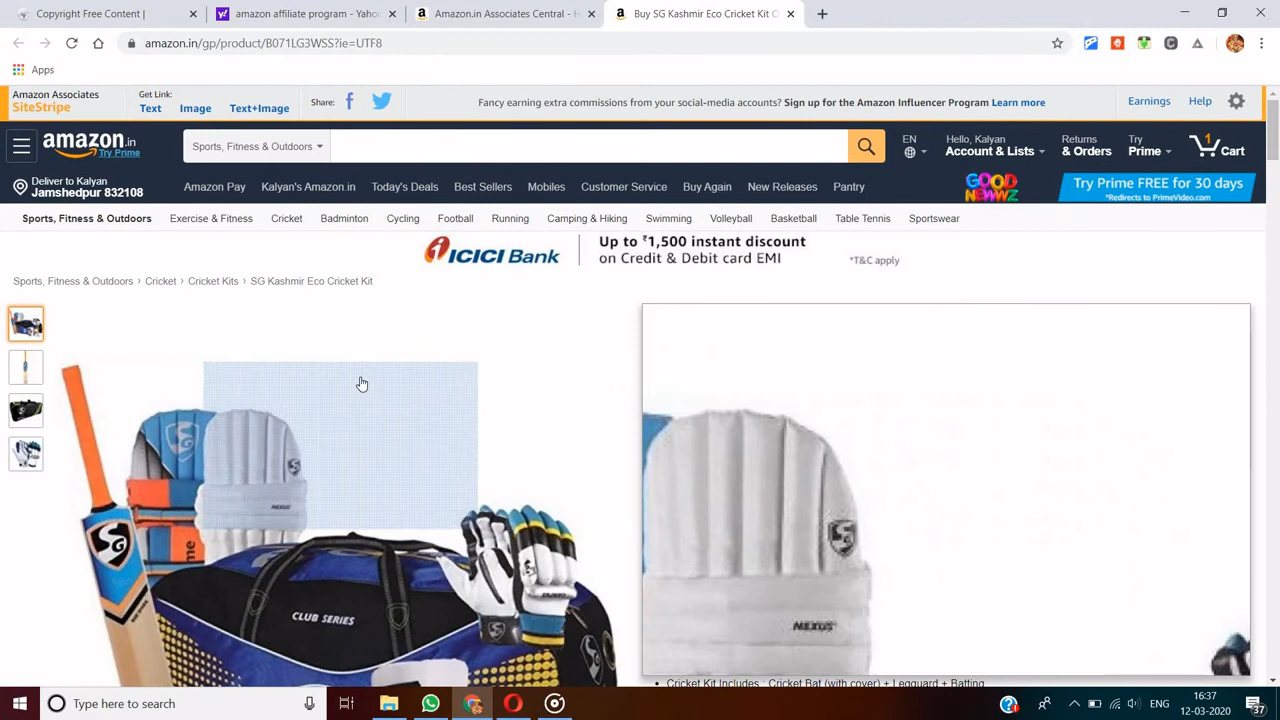 Copyright Free Content |
amazon affiliate program - Yaho
Amazon.in Associates Central - H
Buy SG Kashmir Eco Cricket Kit O
amazon.in/gp/product/B071LG3WSS?ie=UTF8
Apps
Amazon Associates
SiteStripe
Get Link:
Text
Image
Text+Image
Share:
Fancy earning extra commissions from your social-media accounts? Sign up for the Amazon Influencer Program Learn more
Earnings
Help
amazon.in
Try Prime
Sports, Fitness & Outdoors
EN
Hello, Kalyan
Account & Lists
Returns
& Orders
Try
Prime
1
Cart
Deliver to Kalyan
Jamshedpur 832108
Amazon Pay
Kalyan's Amazon.in
Today's Deals
Best Sellers
Mobiles
Customer Service
Buy Again
New Releases
Pantry
GOOD
NEWWZ
Try Prime FREE for 30 days
*Redirects to PrimeVideo.com
Sports, Fitness & Outdoors
Exercise & Fitness
Cricket
Badminton
Cycling
Football
Running
Camping & Hiking
Swimming
Volleyball
Basketball
Table Tennis
Sportswear
ICICI Bank
Up to ₹1,500 instant discount
on Credit & Debit card EMI
*T&C apply
Sports, Fitness & Outdoors › Cricket › Cricket Kits › SG Kashmir Eco Cricket Kit
SG
NEXUS
SG
CLUB SERIES
SG
NEXUS
Cricket Kit Includes : Cricket Bat (with cover) + Legguard + Batting
Type here to search
ENG
16:37
12-03-2020
37